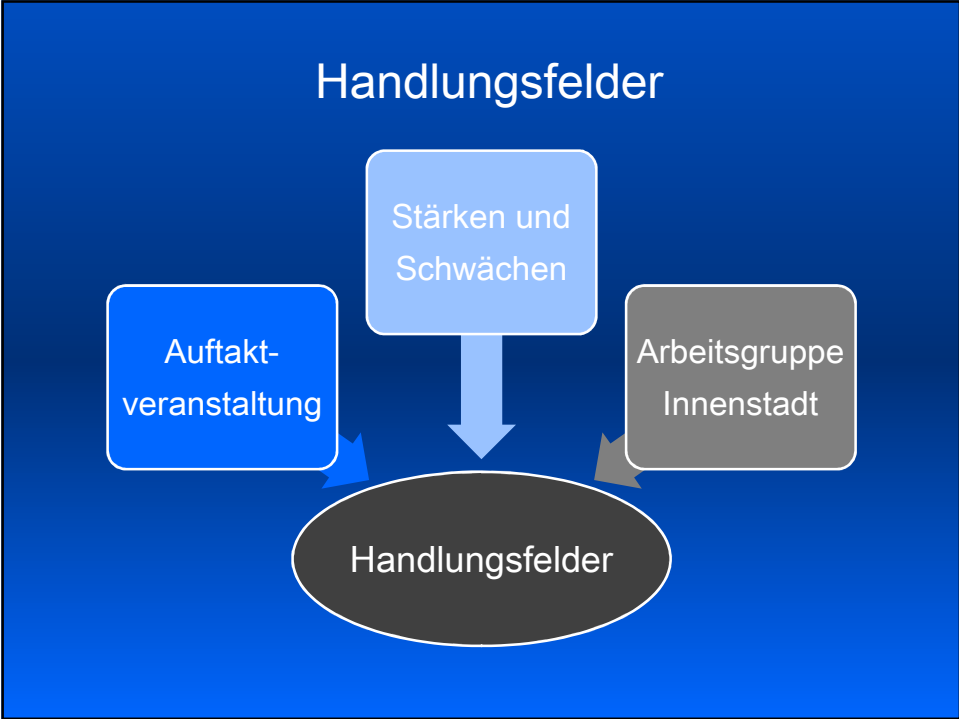 Handlungsfelder
Stärken und
Schwächen
Auftakt-
veranstaltung
Arbeitsgruppe
Innenstadt
Handlungsfelder